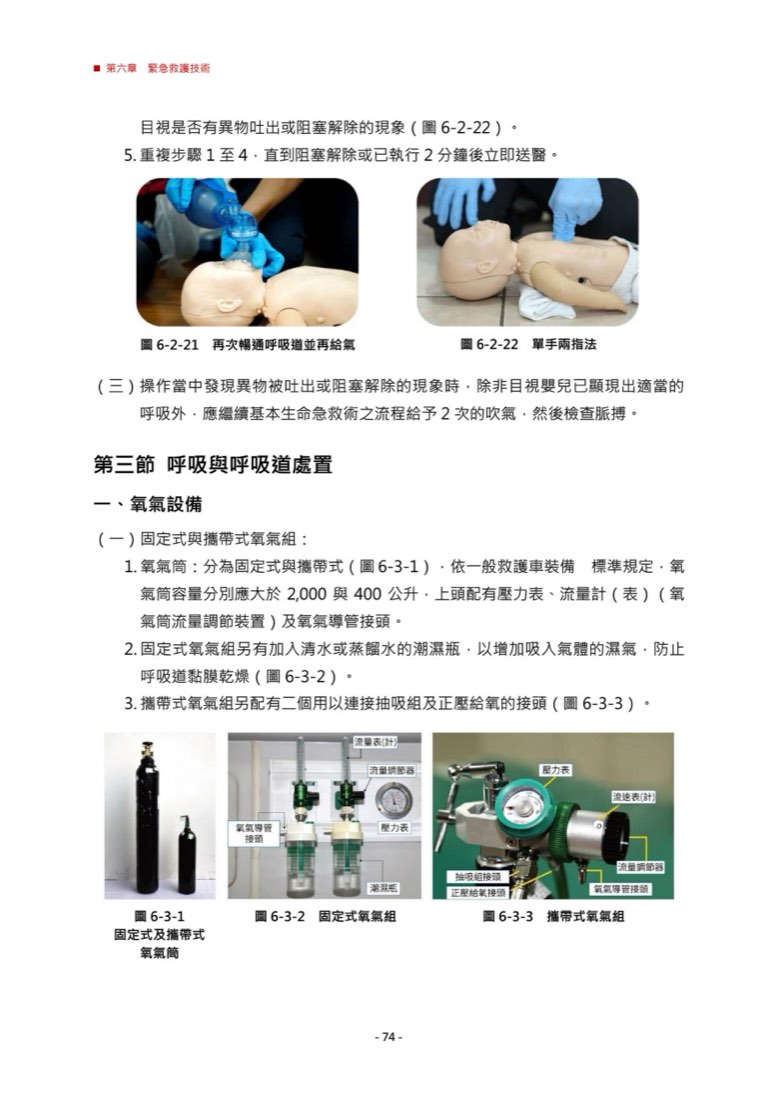 ■ 第六章　緊急救護技術
目視是否有異物吐出或阻塞解除的現象（圖 6-2-22）。
5. 重複步驟 1 至 4，直到阻塞解除或已執行 2 分鐘後立即送醫。
圖 6-2-21　再次暢通呼吸道並再給氣
圖 6-2-22　單手兩指法
（三）操作當中發現異物被吐出或阻塞解除的現象時，除非目視嬰兒已顯現出適當的
呼吸外，應繼續基本生命急救術之流程給予 2 次的吹氣，然後檢查脈搏。
第三節 呼吸與呼吸道處置
一、氧氣設備
（一）固定式與攜帶式氧氣組：
1. 氧氣筒：分為固定式與攜帶式（圖 6-3-1），依一般救護車裝備　標準規定，氧
氣筒容量分別應大於 2,000 與 400 公升，上頭配有壓力表、流量計（表）（氧
氣筒流量調節裝置）及氧氣導管接頭。
2. 固定式氧氣組另有加入清水或蒸餾水的潮濕瓶，以增加吸入氣體的濕氣，防止
呼吸道黏膜乾燥（圖 6-3-2）。
3. 攜帶式氧氣組另配有二個用以連接抽吸組及正壓給氧的接頭（圖 6-3-3）。
流量表(計)
流量調節器
氧氣導管
接頭
壓力表
潮濕瓶
壓力表
流速表(計)
流量調節器
抽吸組接頭
正壓給氧接頭
氧氣導管接頭
圖 6-3-1
固定式及攜帶式
氧氣筒
圖 6-3-2　固定式氧氣組
圖 6-3-3　攜帶式氧氣組
- 74 -